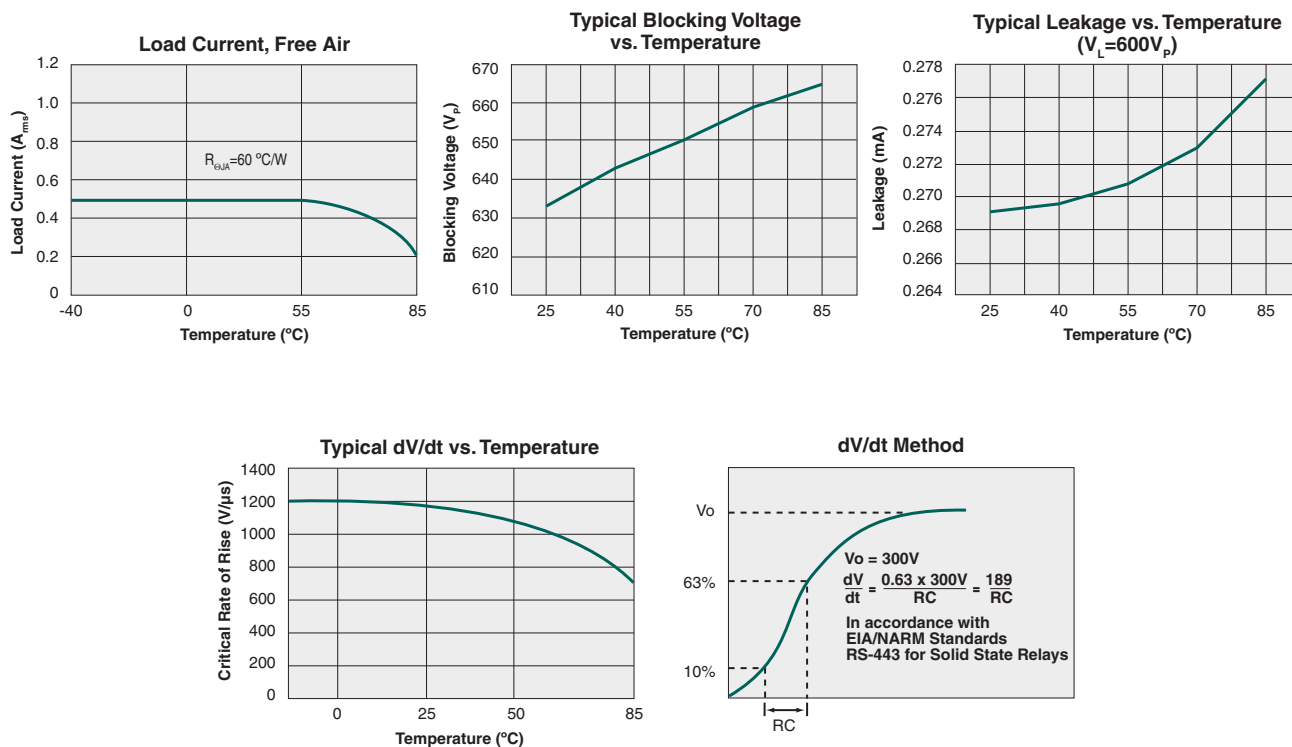 Load Current, Free Air
1.2
1.0
0.8
0.6
0.4
0.2
0
Load Current (A_rms)
R_ΘJA=60 ºC/W
-40 0 55 85
Temperature (ºC)
Typical Blocking Voltage
vs. Temperature
670
660
650
640
630
620
610
Blocking Voltage (V_P)
25 40 55 70 85
Temperature (ºC)
Typical Leakage vs. Temperature
(V_L=600V_P)
0.278
0.276
0.274
0.272
0.270
0.268
0.266
0.264
Leakage (mA)
25 40 55 70 85
Temperature (ºC)
Typical dV/dt vs. Temperature
1400
1200
1000
800
600
400
200
0
Critical Rate of Rise (V/μs)
0 25 50 85
Temperature (ºC)
dV/dt Method
Vo
63%
10%
Vo = 300V
dV/dt = 0.63 x 300V/RC = 189/RC
In accordance with
EIA/NARM Standards
RS-443 for Solid State Relays
RC